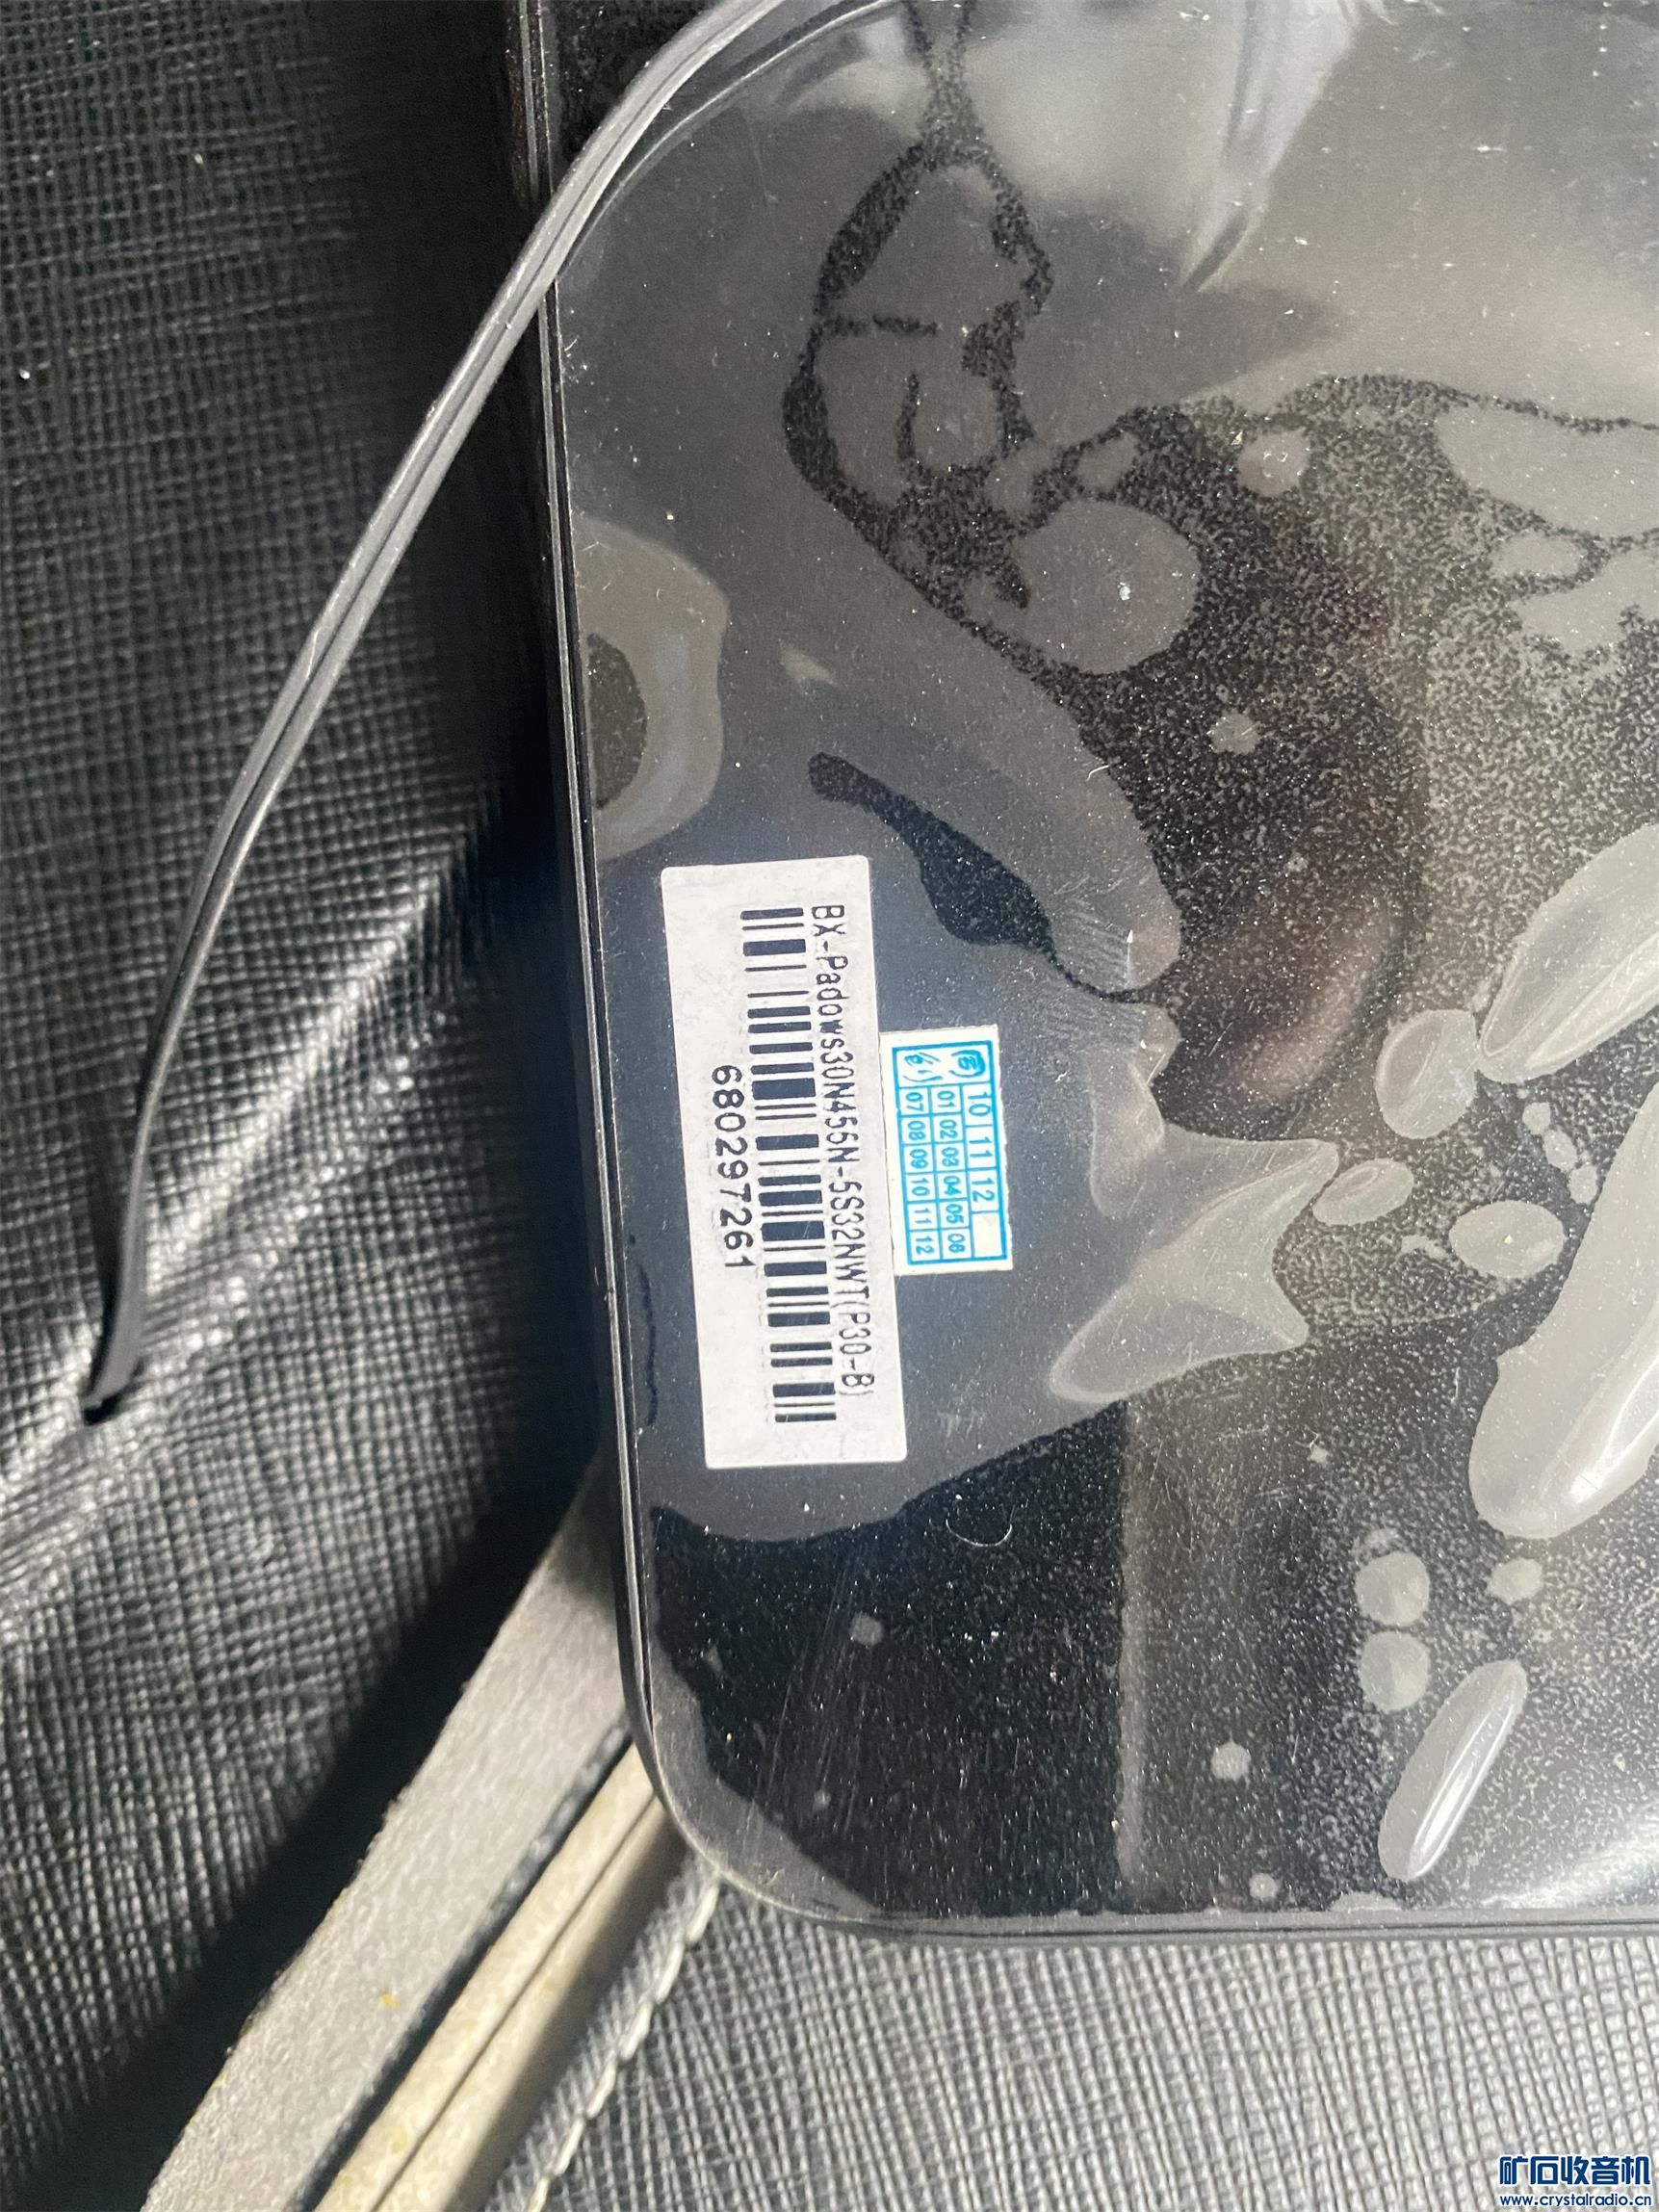 BX-Padows30N455N-5S32NWT(P30-B)
680297261
10 11 12
01 02 03 04 05 06
07 08 09 10 11 12
矿石收音机
www.crystalradio.cn